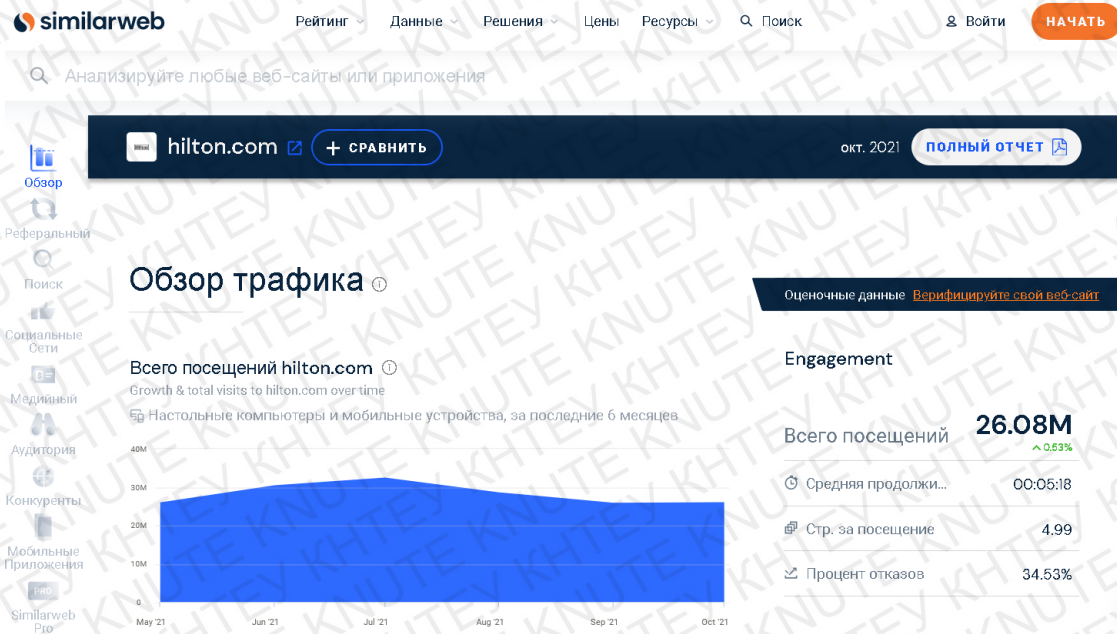 similarweb Рейтинг Данные Решения Цены Ресурсы Поиск Войти НАЧАТЬ
Анализируйте любые веб-сайты или приложения
hilton.com + СРАВНИТЬ окт. 2021 ПОЛНЫЙ ОТЧЕТ
Обзор
Реферальный
Поиск
Социальные
Сети
Медийный
Аудитория
Конкуренты
Мобильные
Приложения
PRO
Similarweb
Pro
Обзор трафика
Оценочные данные Верифицируйте свой веб-сайт
Всего посещений hilton.com
Growth & total visits to hilton.com over time
Настольные компьютеры и мобильные устройства, за последние 6 месяцев
40M
30M
20M
10M
0
May '21 Jun '21 Jul '21 Aug '21 Sep '21 Oct '21
Engagement
Всего посещений 26.08M
0,53%
Средняя продолжи... 00:05:18
Стр. за посещение 4.99
Процент отказов 34.53%
KNUTE КНТЕУ KNUTE КНТЕУ